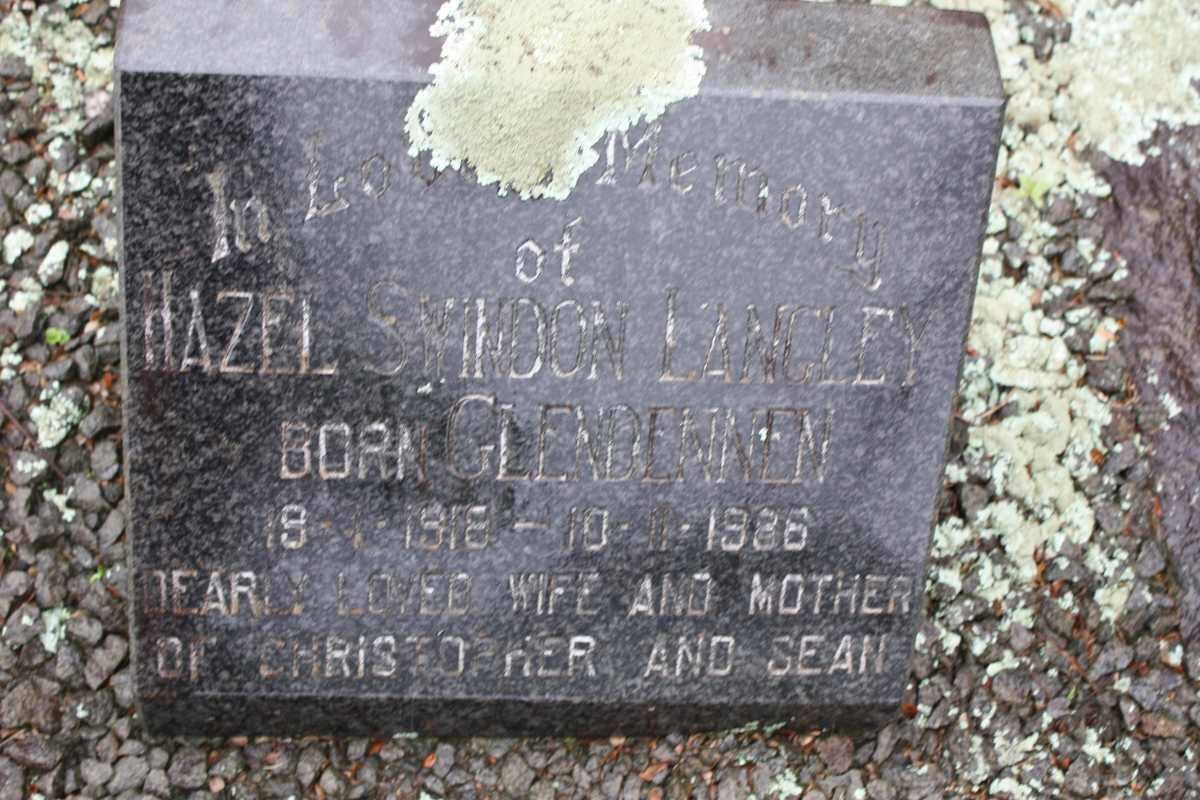 In Loving Memory
of
HAZEL SWINDON LANGLEY
BORN GLENDENNEN
19-1-1918 – 10-11-1986
DEARLY LOVED WIFE AND MOTHER
OF CHRISTOPHER AND SEAN